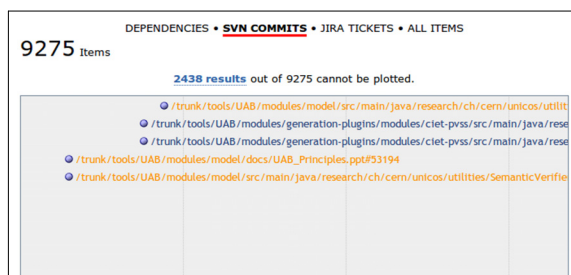 DEPENDENCIES • SVN COMMITS • JIRA TICKETS • ALL ITEMS
9275 Items
2438 results out of 9275 cannot be plotted.
/trunk/tools/UAB/modules/model/src/main/java/research/ch/cern/unicos/utilit
/trunk/tools/UAB/modules/generation-plugins/modules/ciet-pvss/src/main/java/rese
/trunk/tools/UAB/modules/generation-plugins/modules/ciet-pvss/src/main/java/rese
/trunk/tools/UAB/modules/model/docs/UAB_Principles.ppt#53194
/trunk/tools/UAB/modules/model/src/main/java/research/ch/cern/unicos/utilities/SemanticVerifie